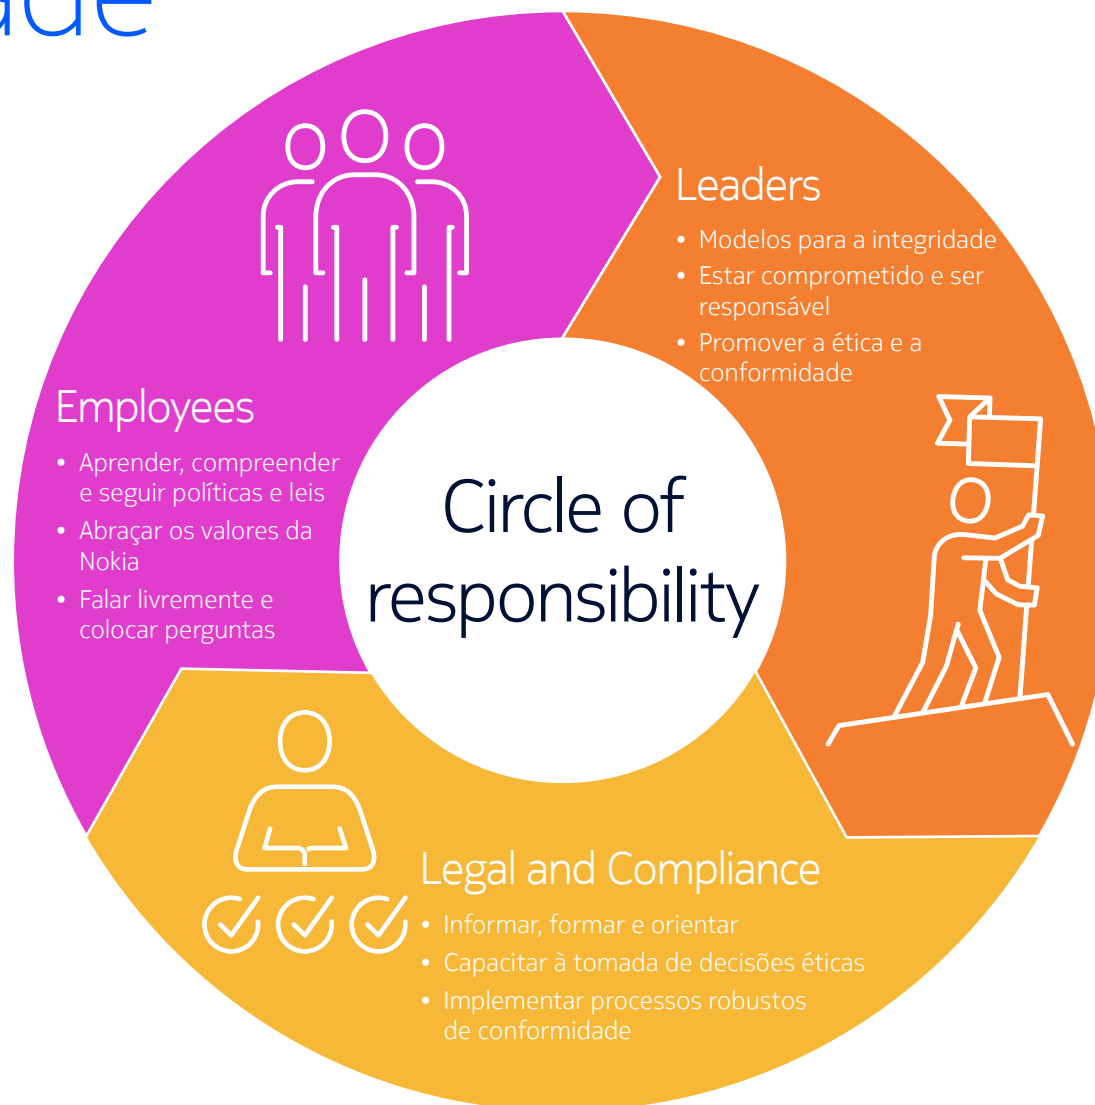 Leaders
• Modelos para a integridade
• Estar comprometido e ser
responsável
• Promover a ética e a
conformidade
Employees
• Aprender, compreender
e seguir políticas e leis
• Abraçar os valores da
Nokia
• Falar livremente e
colocar perguntas
Circle of
responsibility
Legal and Compliance
• Informar, formar e orientar
• Capacitar à tomada de decisões éticas
• Implementar processos robustos
de conformidade